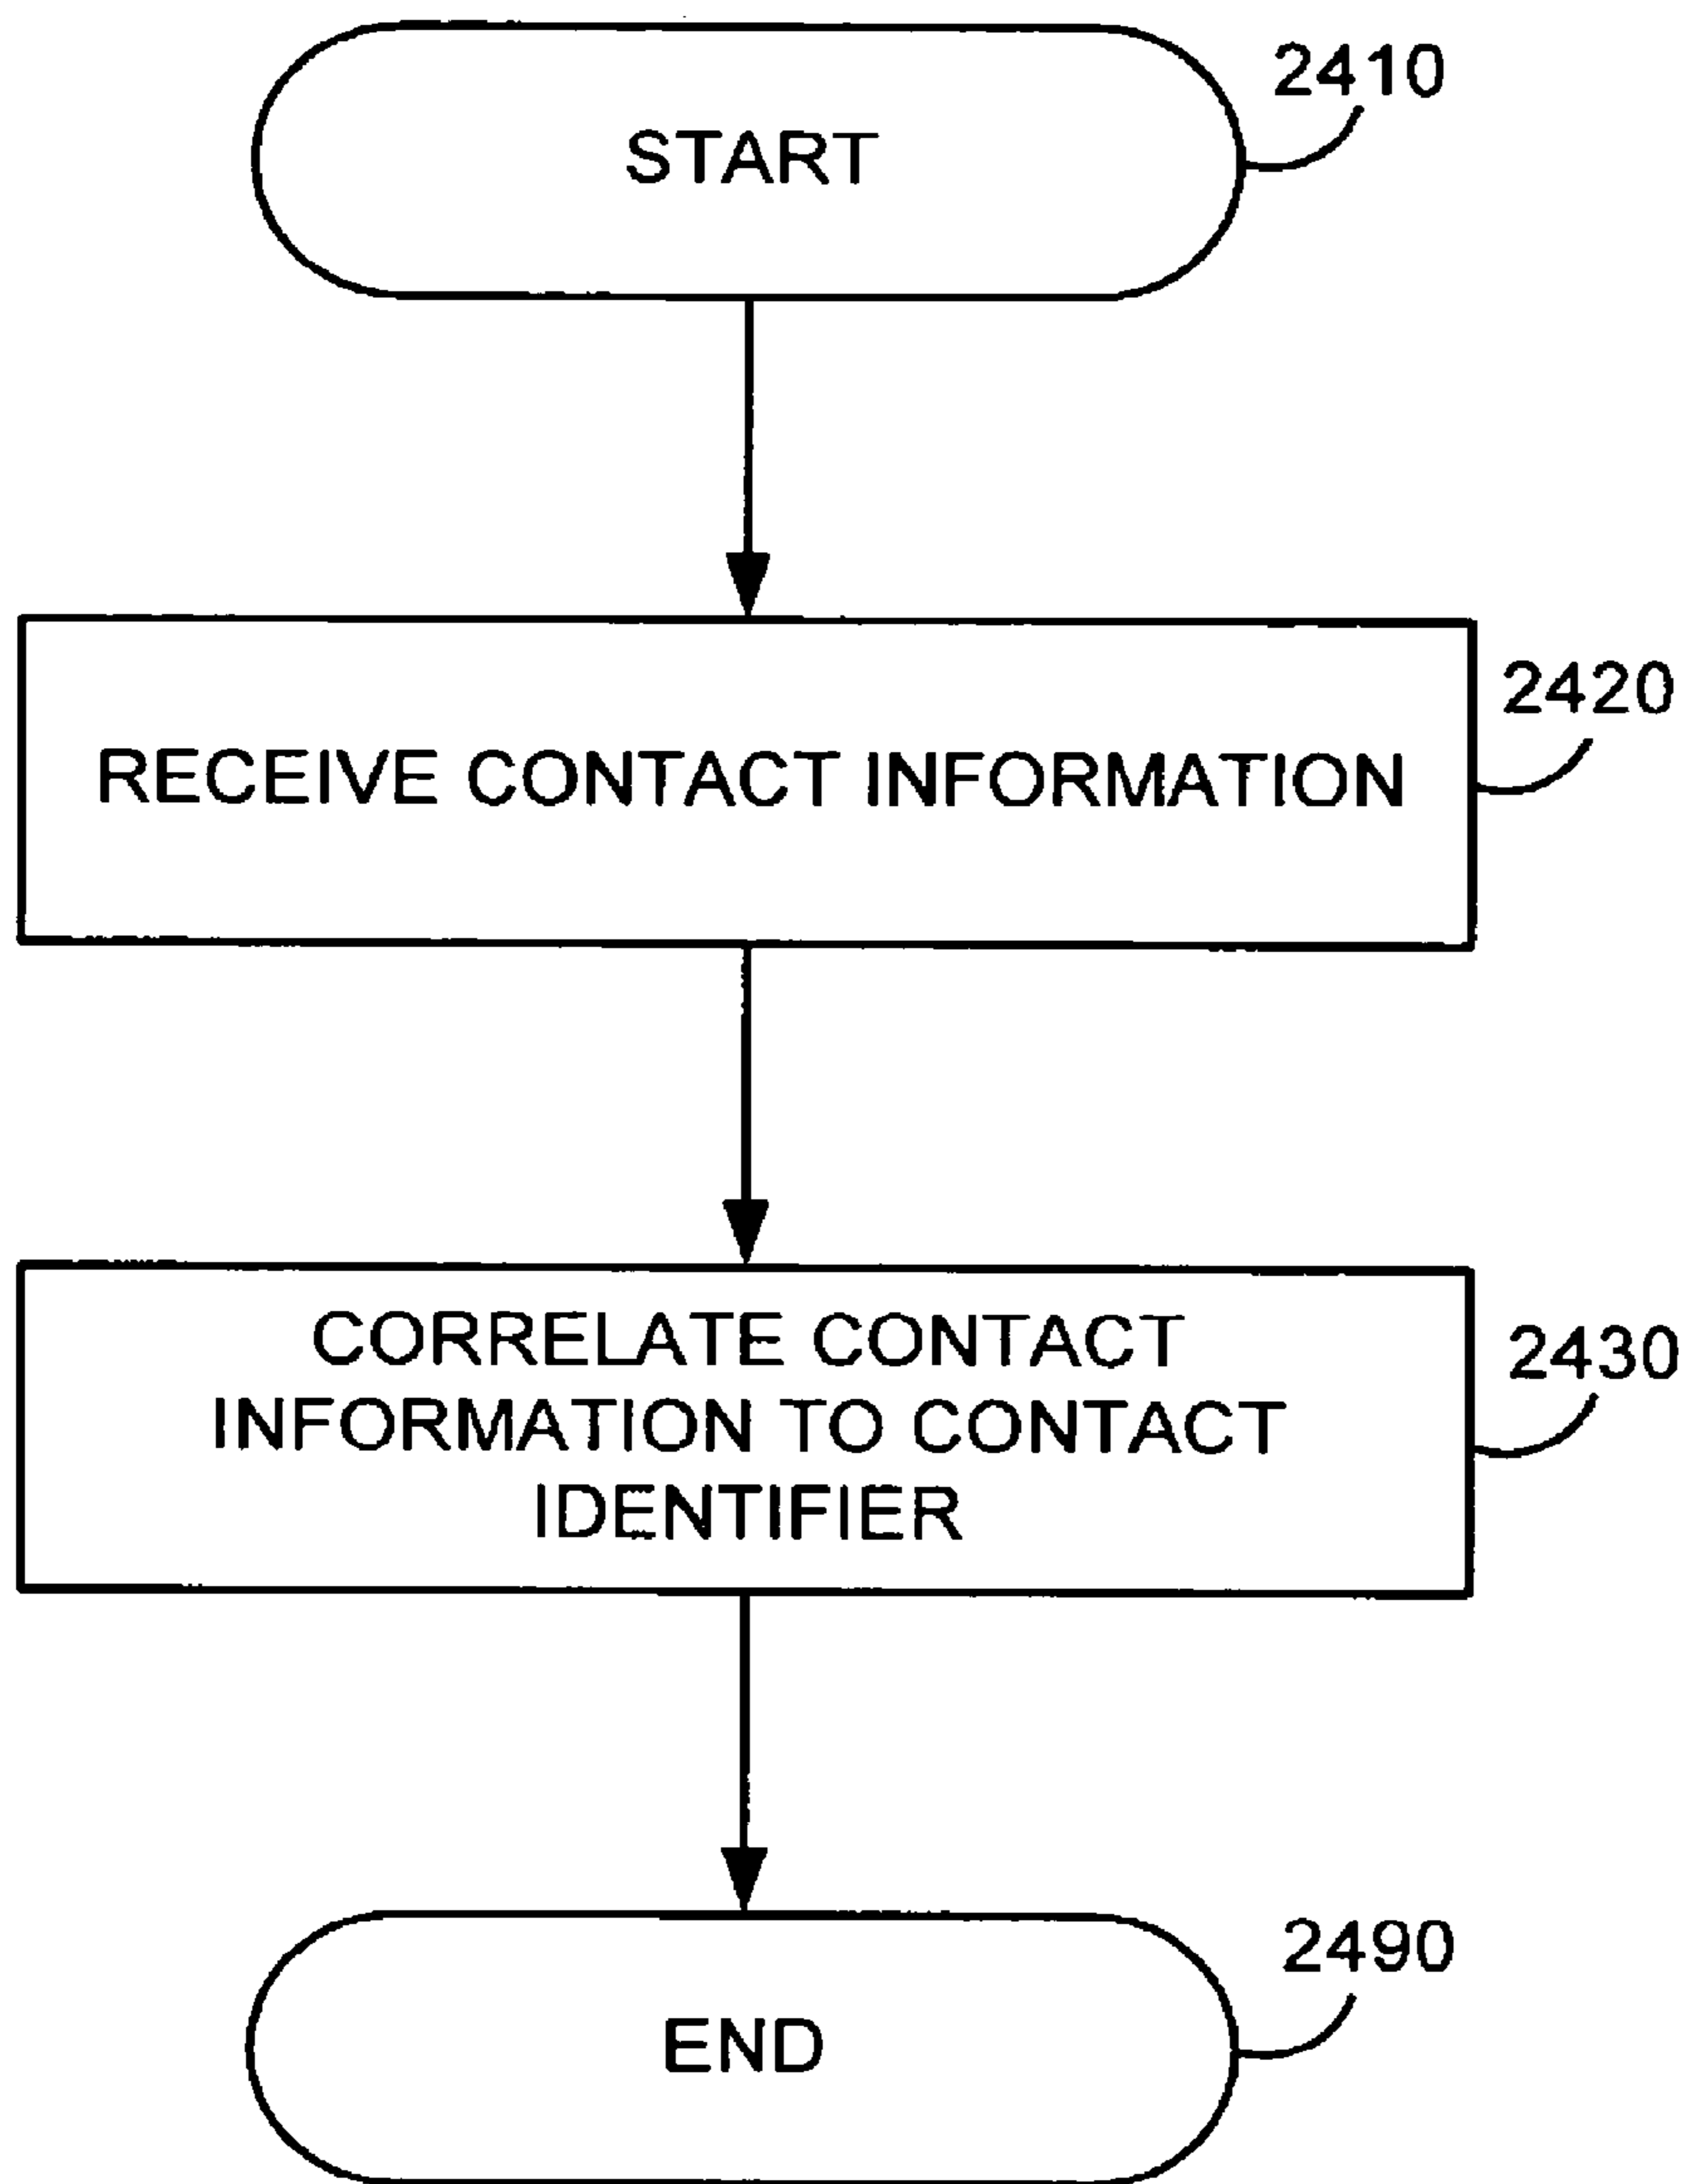 START
2410
RECEIVE CONTACT INFORMATION
2420
CORRELATE CONTACT
INFORMATION TO CONTACT
IDENTIFIER
2430
END
2490